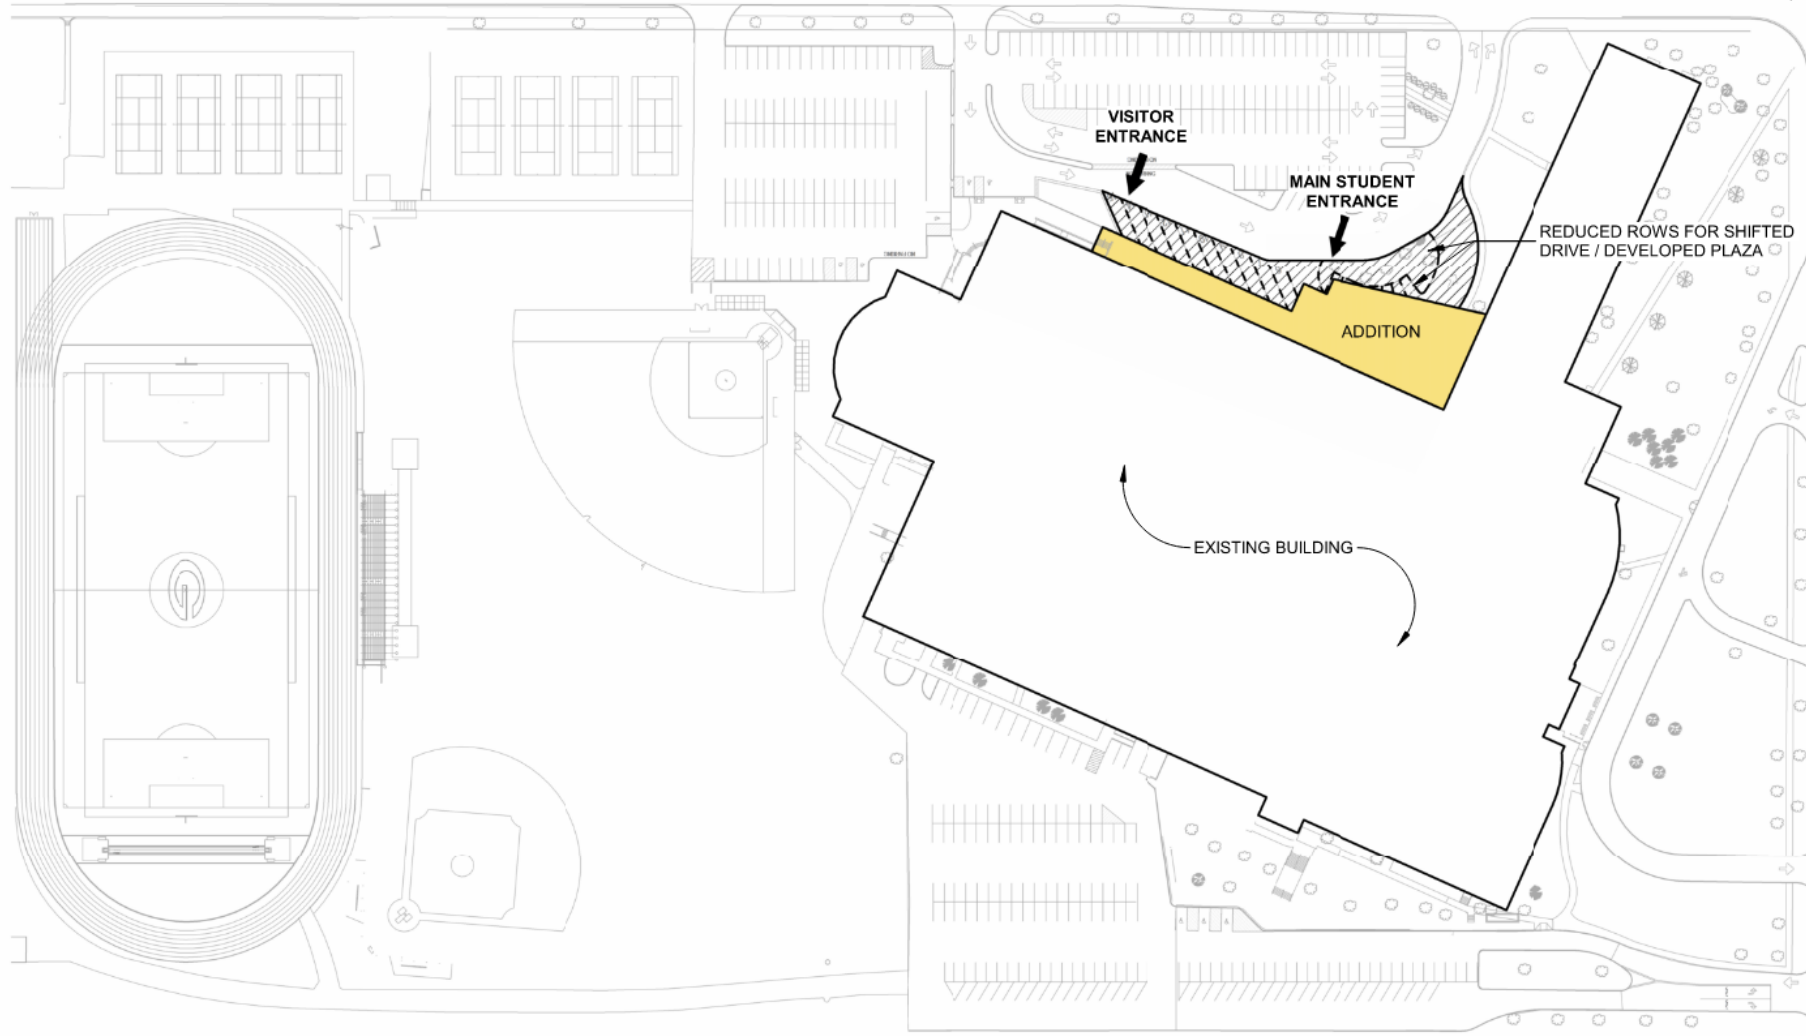 VISITOR
ENTRANCE
MAIN STUDENT
ENTRANCE
REDUCED ROWS FOR SHIFTED
DRIVE / DEVELOPED PLAZA
ADDITION
EXISTING BUILDING